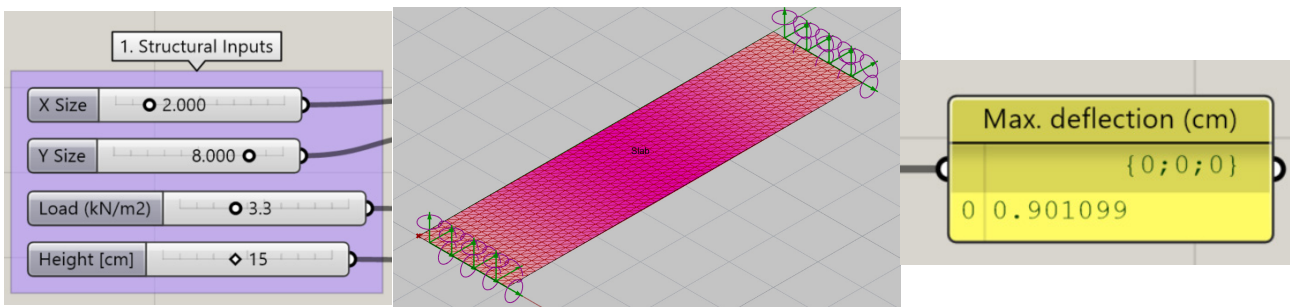 1. Structural Inputs
X Size 2.000
Y Size 8.000
Load (kN/m2) 3.3
Height [cm] 15
Slab
Max. deflection (cm)
{0;0;0}
0 0.901099